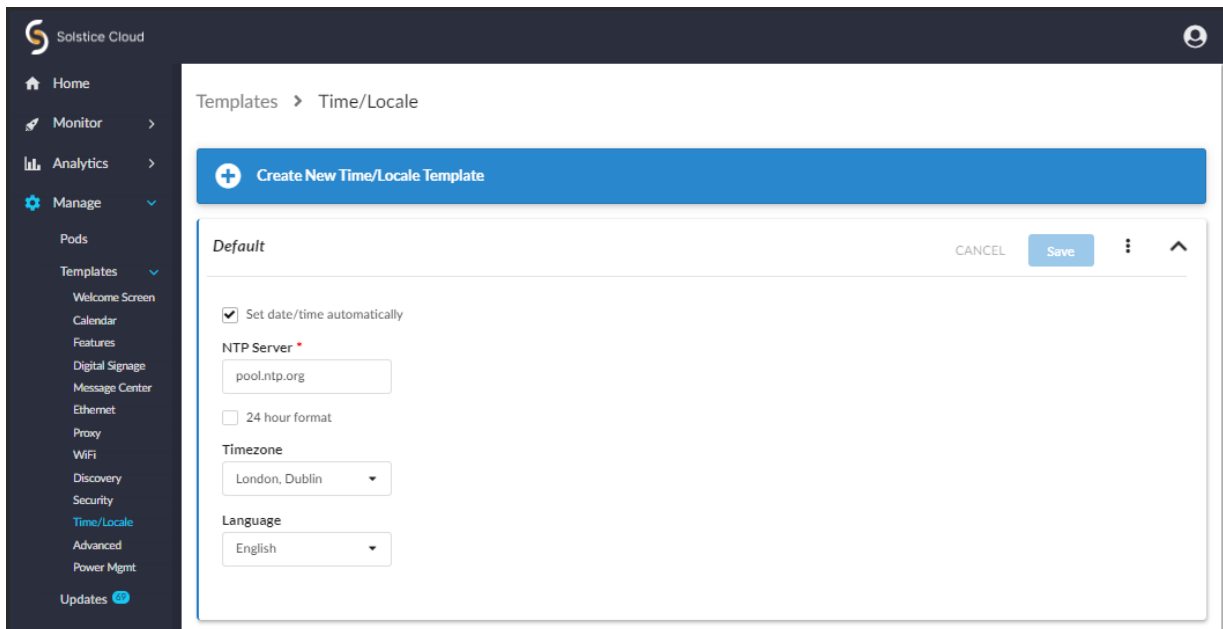 Solstice Cloud
Home
Monitor
Analytics
Manage
Pods
Templates
Welcome Screen
Calendar
Features
Digital Signage
Message Center
Ethernet
Proxy
WiFi
Discovery
Security
Time/Locale
Advanced
Power Mgmt
Updates 69
Templates > Time/Locale
Create New Time/Locale Template
Default
CANCEL Save
Set date/time automatically
NTP Server *
pool.ntp.org
24 hour format
Timezone
London, Dublin
Language
English